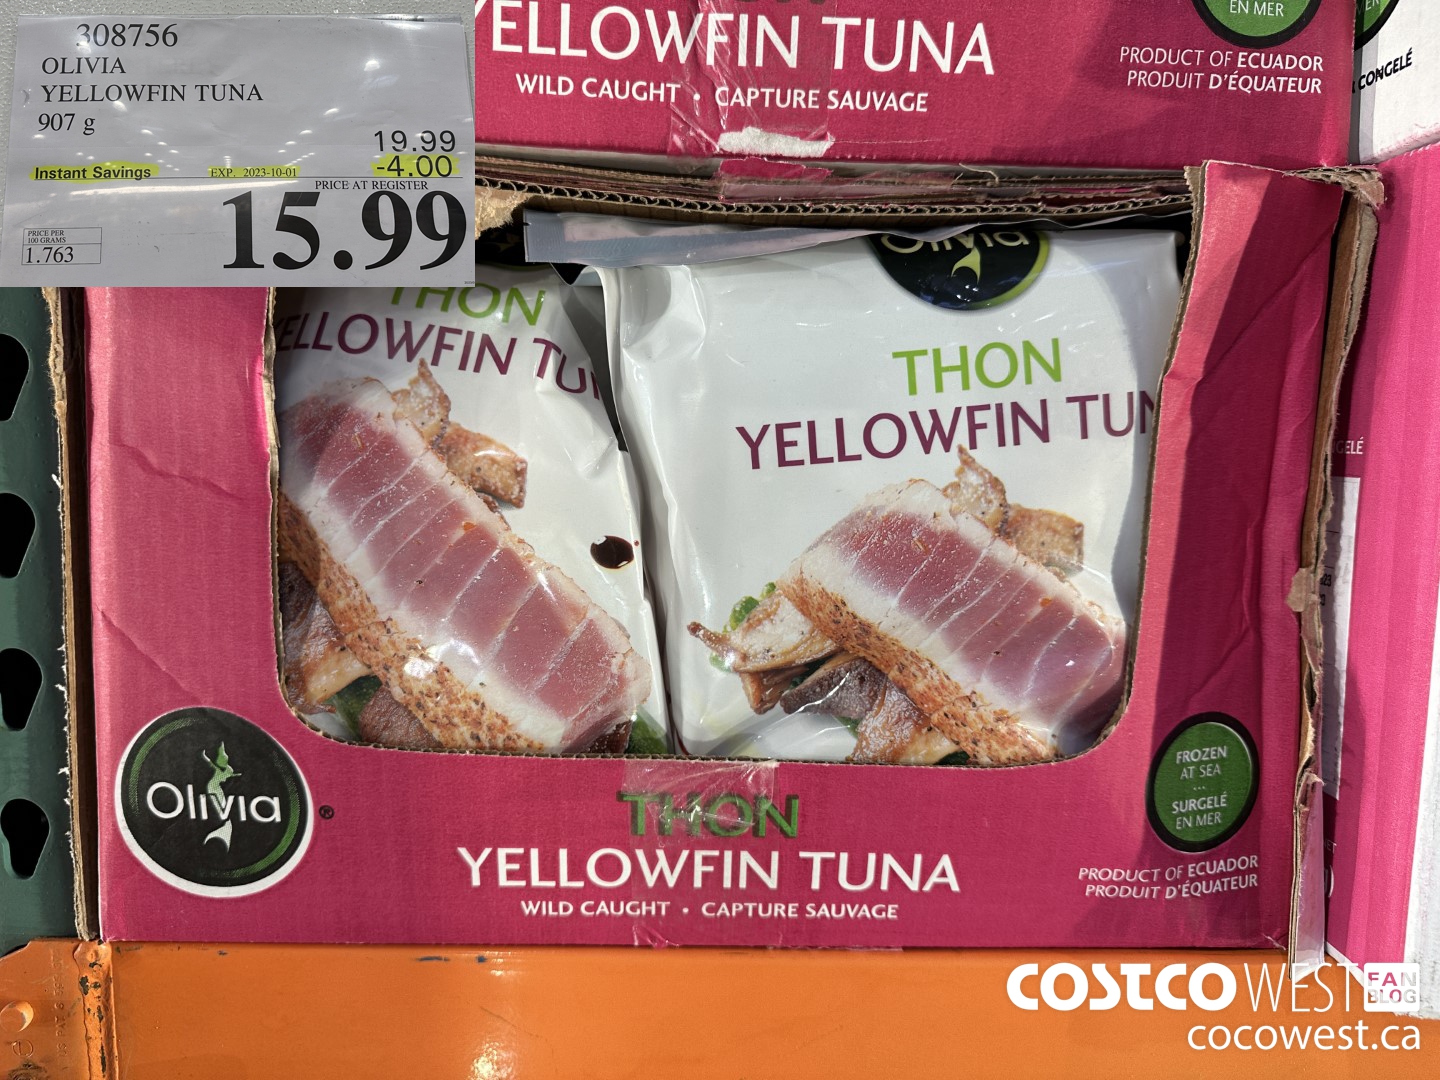 308756
OLIVIA
YELLOWFIN TUNA
907 g
19.99
Instant Savings EXP. 2023-10-01 -4.00
PRICE AT REGISTER
15.99
PRICE PER
100 GRAMS
1.763
YELLOWFIN TUNA
WILD CAUGHT • CAPTURE SAUVAGE
EN MER
PRODUCT OF ECUADOR
PRODUIT D'ÉQUATEUR
CONGELÉ
THON
YELLOWFIN
Olivia
THON
YELLOWFIN
Olivia ®
THON
YELLOWFIN TUNA
WILD CAUGHT • CAPTURE SAUVAGE
FROZEN
AT SEA
...
SURGELÉ
EN MER
PRODUCT OF ECUADOR
PRODUIT D'ÉQUATEUR
COSTCO WEST FAN BLOG
cocowest.ca